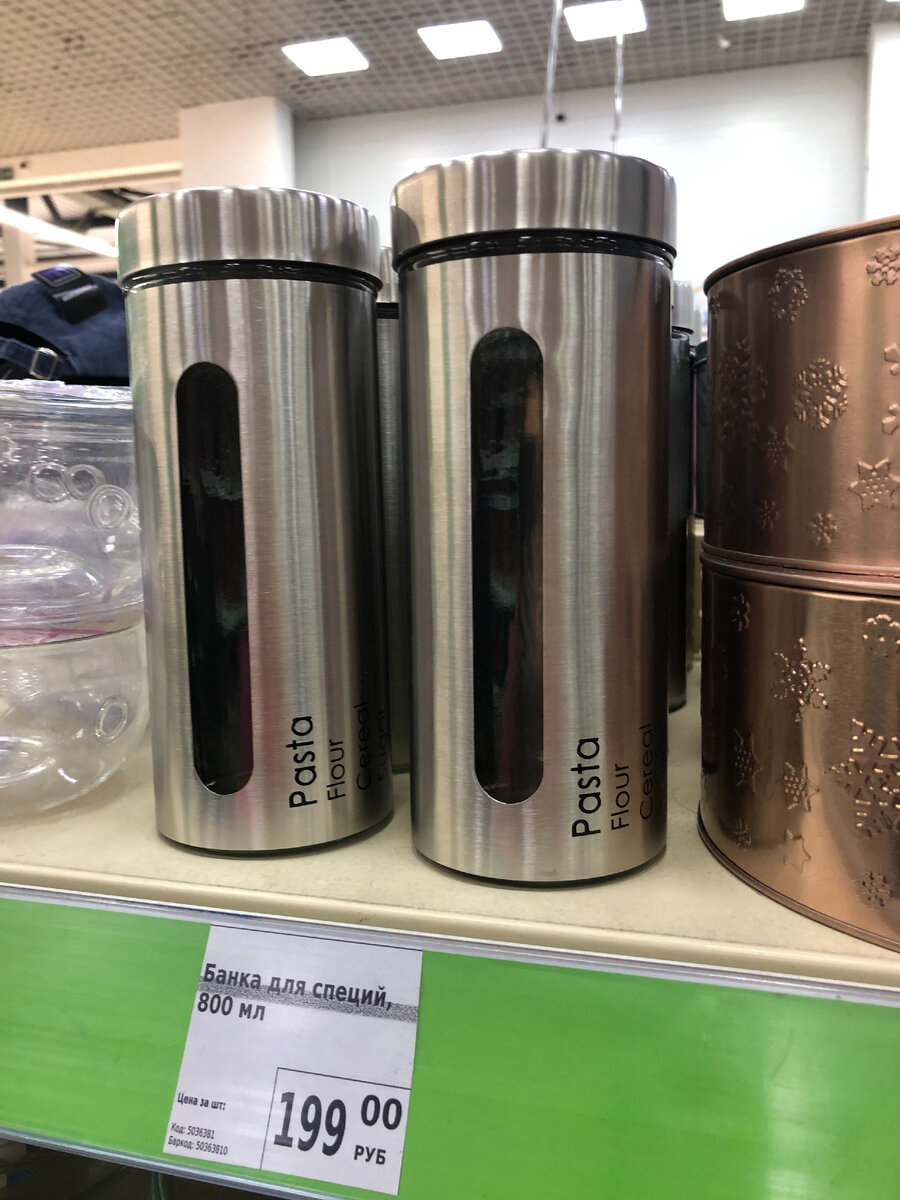 Pasta
Flour
Cereal
Sugar
Pasta
Flour
Cereal
Банка для специй,
800 мл
Цена за шт:
Код: 5036381
Баркод: 50363810
199 00
РУБ